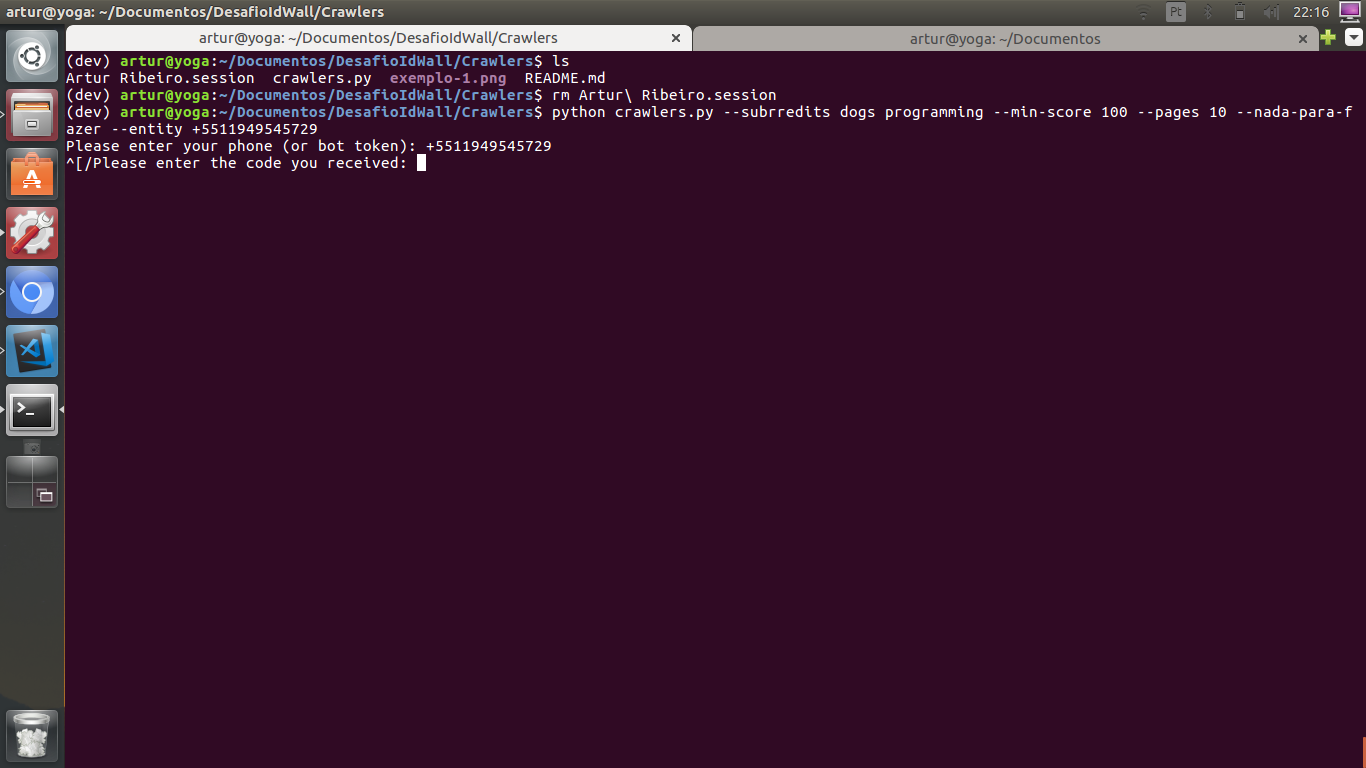 artur@yoga: ~/Documentos/DesafioIdWall/Crawlers
Pt
22:16
artur@yoga: ~/Documentos/DesafioIdWall/Crawlers
artur@yoga: ~/Documentos
(dev) artur@yoga:~/Documentos/DesafioIdWall/Crawlers$ ls
Artur Ribeiro.session  crawlers.py  exemplo-1.png  README.md
(dev) artur@yoga:~/Documentos/DesafioIdWall/Crawlers$ rm Artur\ Ribeiro.session
(dev) artur@yoga:~/Documentos/DesafioIdWall/Crawlers$ python crawlers.py --subrredits dogs programming --min-score 100 --pages 10 --nada-para-f
azer --entity +5511949545729
Please enter your phone (or bot token): +5511949545729
^[/Please enter the code you received: